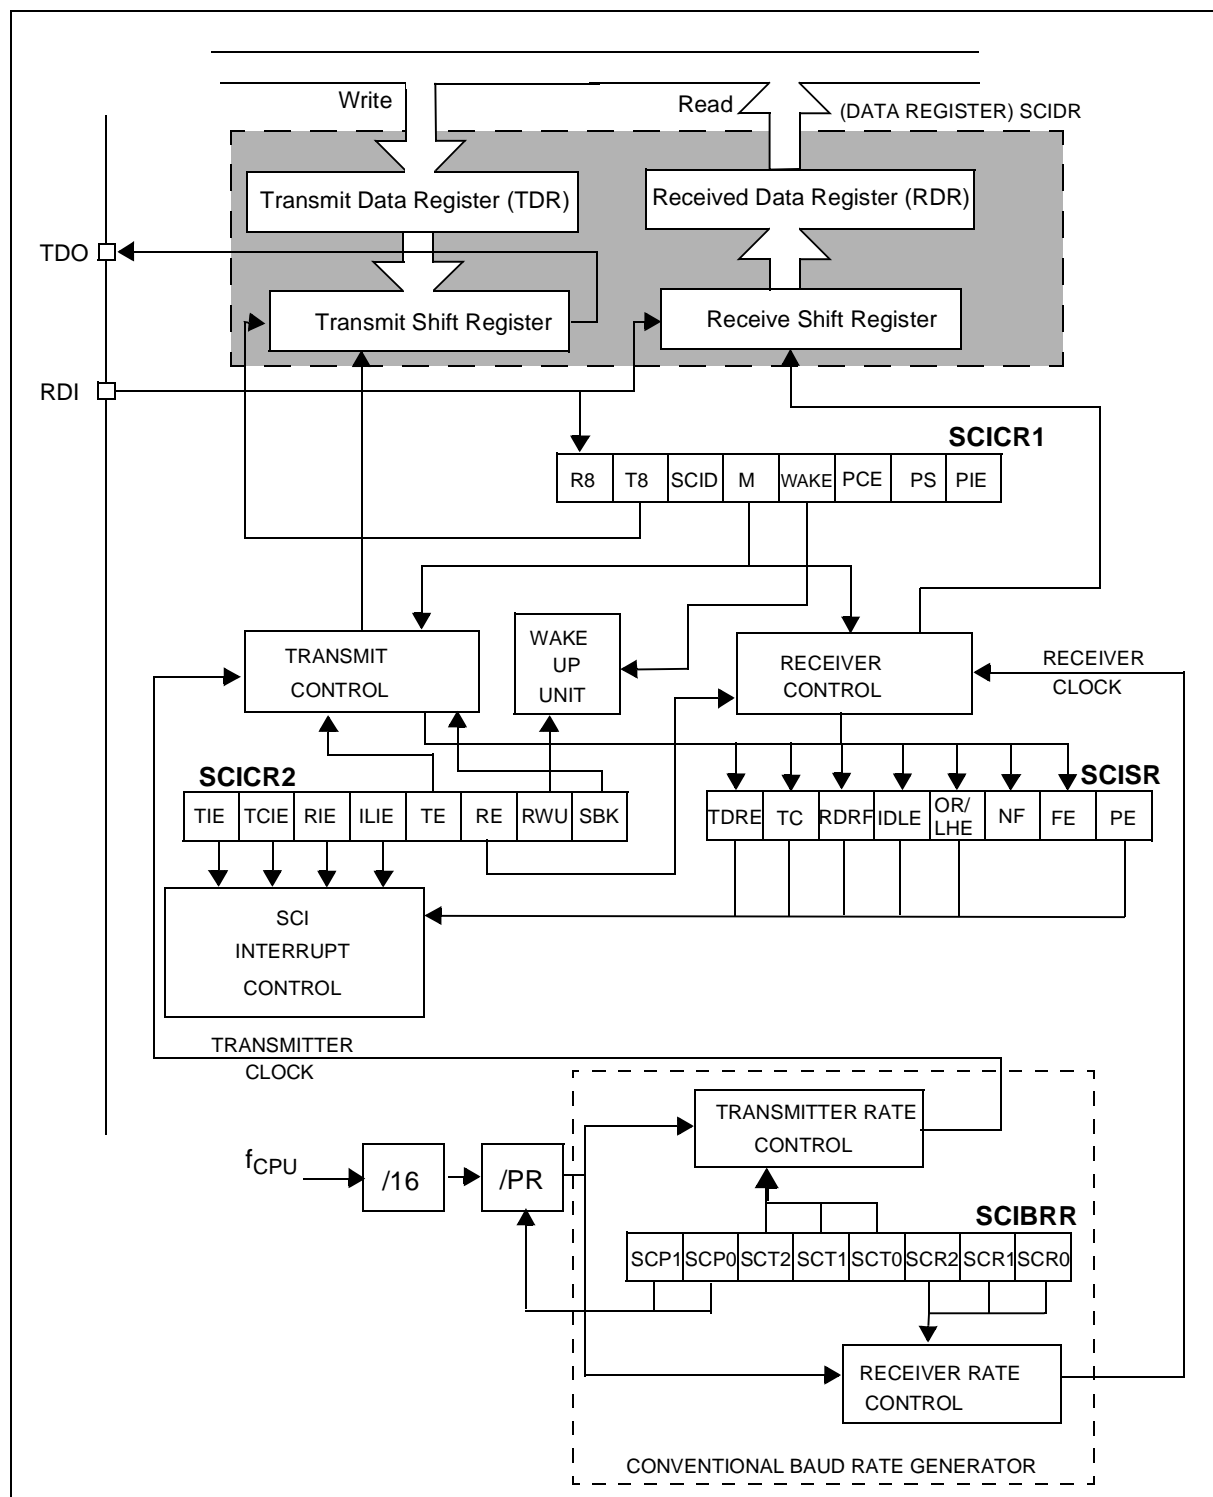 Write
Read
(DATA REGISTER) SCIDR
Transmit Data Register (TDR)
Received Data Register (RDR)
TDO
Transmit Shift Register
Receive Shift Register
RDI
SCICR1
R8 T8 SCID M WAKE PCE PS PIE
TRANSMIT
CONTROL
WAKE
UP
UNIT
RECEIVER
CONTROL
RECEIVER
CLOCK
SCICR2
TIE TCIE RIE ILIE TE RE RWU SBK
SCISR
TDRE TC RDRF IDLE OR/
LHE NF FE PE
SCI
INTERRUPT
CONTROL
TRANSMITTER
CLOCK
TRANSMITTER RATE
CONTROL
fCPU
/16
/PR
SCIBRR
SCP1 SCP0 SCT2 SCT1 SCT0 SCR2 SCR1 SCR0
RECEIVER RATE
CONTROL
CONVENTIONAL BAUD RATE GENERATOR